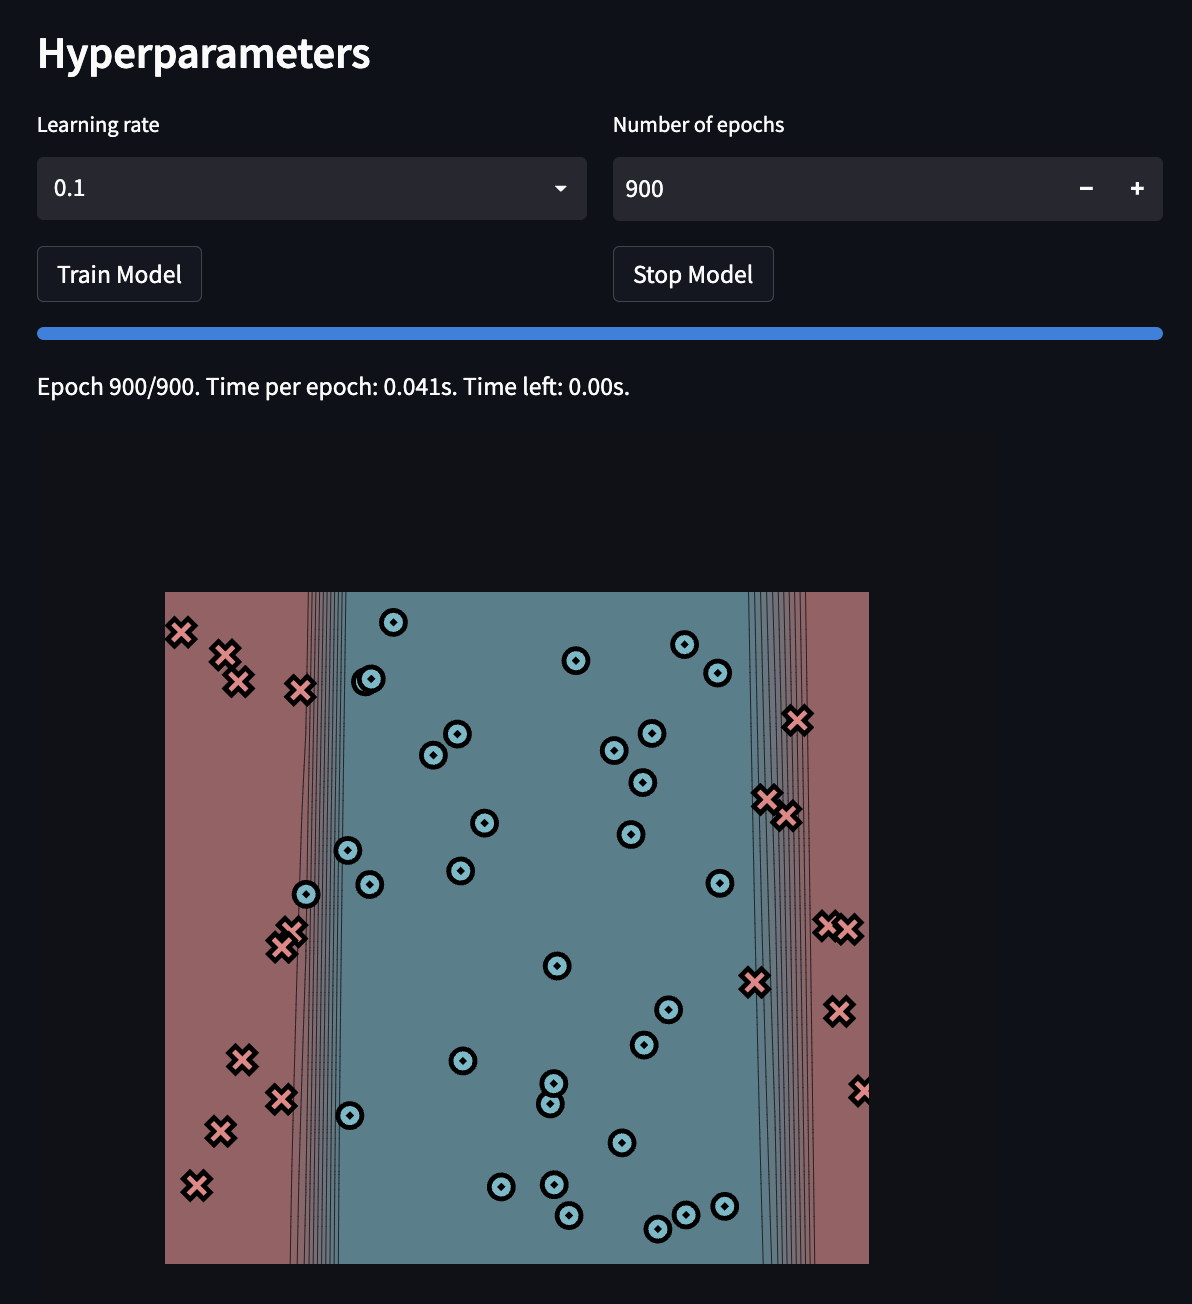 Hyperparameters
Learning rate
Number of epochs
0.1
900
Train Model
Stop Model
Epoch 900/900. Time per epoch: 0.041s. Time left: 0.00s.